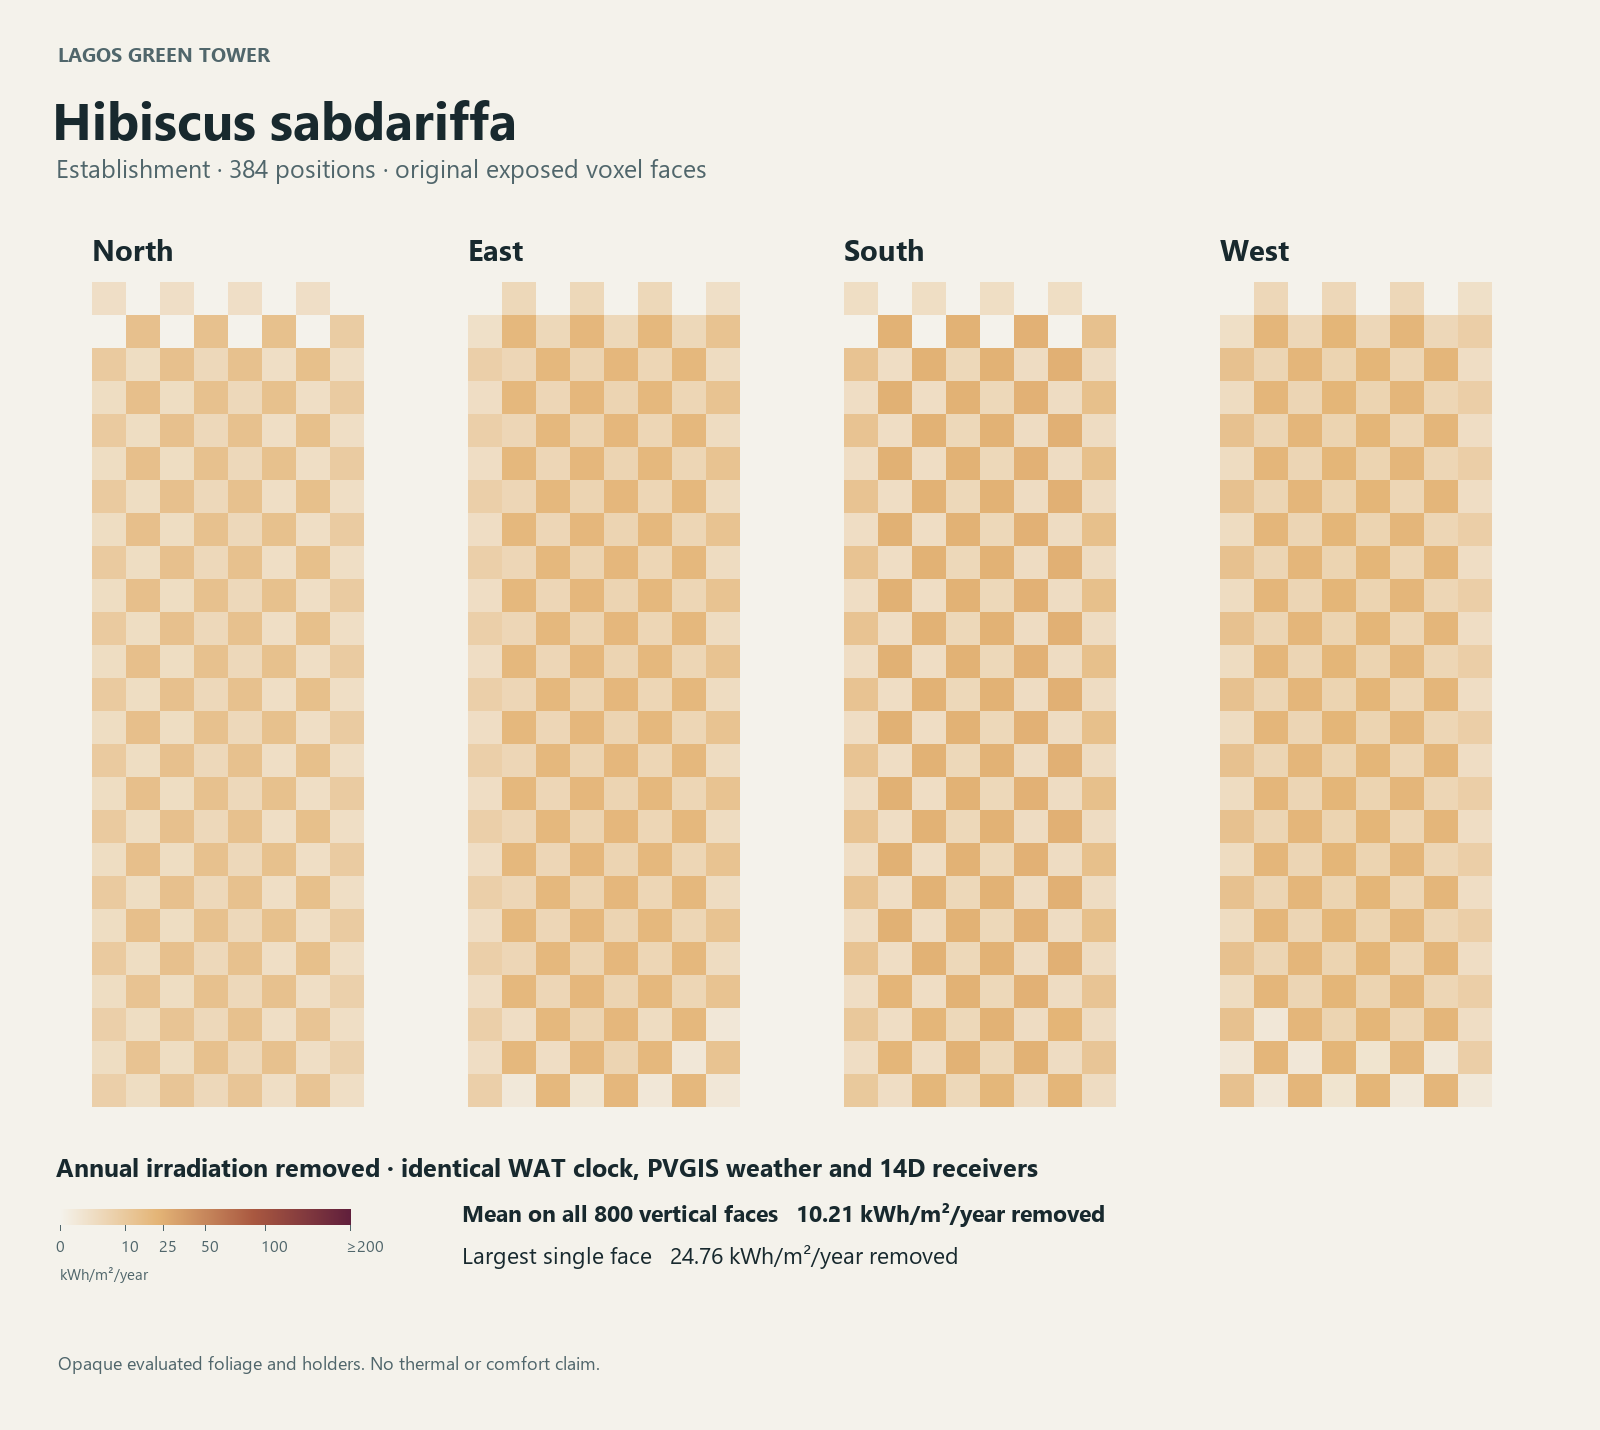 LAGOS GREEN TOWER
Hibiscus sabdariffa
Establishment · 384 positions · original exposed voxel faces
North East South West
Annual irradiation removed · identical WAT clock, PVGIS weather and 14D receivers
Mean on all 800 vertical faces 10.21 kWh/m²/year removed
0 10 25 50 100 ≥200
Largest single face 24.76 kWh/m²/year removed
kWh/m²/year
Opaque evaluated foliage and holders. No thermal or comfort claim.